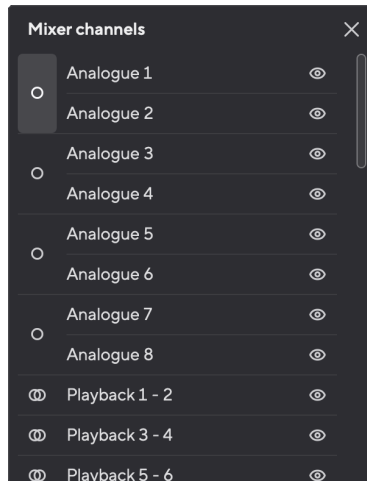 Mixer channels
Analogue 1
Analogue 2
Analogue 3
Analogue 4
Analogue 5
Analogue 6
Analogue 7
Analogue 8
Playback 1 - 2
Playback 3 - 4
Playback 5 - 6